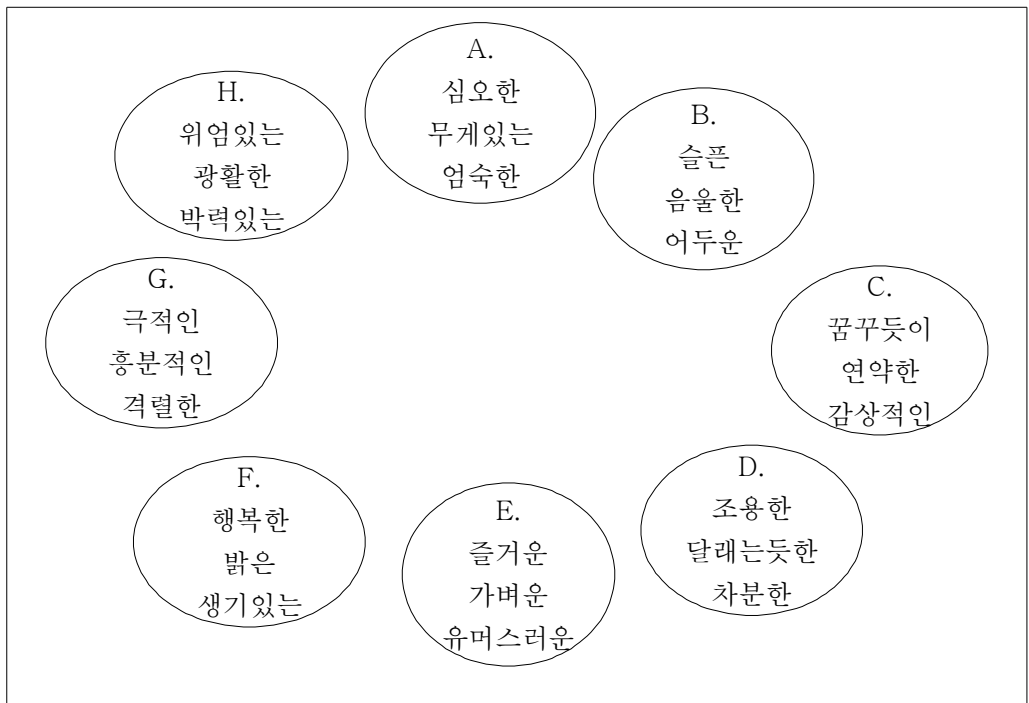 A.
심오한
무게있는
엄숙한
B.
슬픈
음울한
어두운
C.
꿈꾸듯이
연약한
감상적인
D.
조용한
달래는듯한
차분한
E.
즐거운
가벼운
유머스러운
F.
행복한
밝은
생기있는
G.
극적인
흥분적인
격렬한
H.
위엄있는
광활한
박력있는